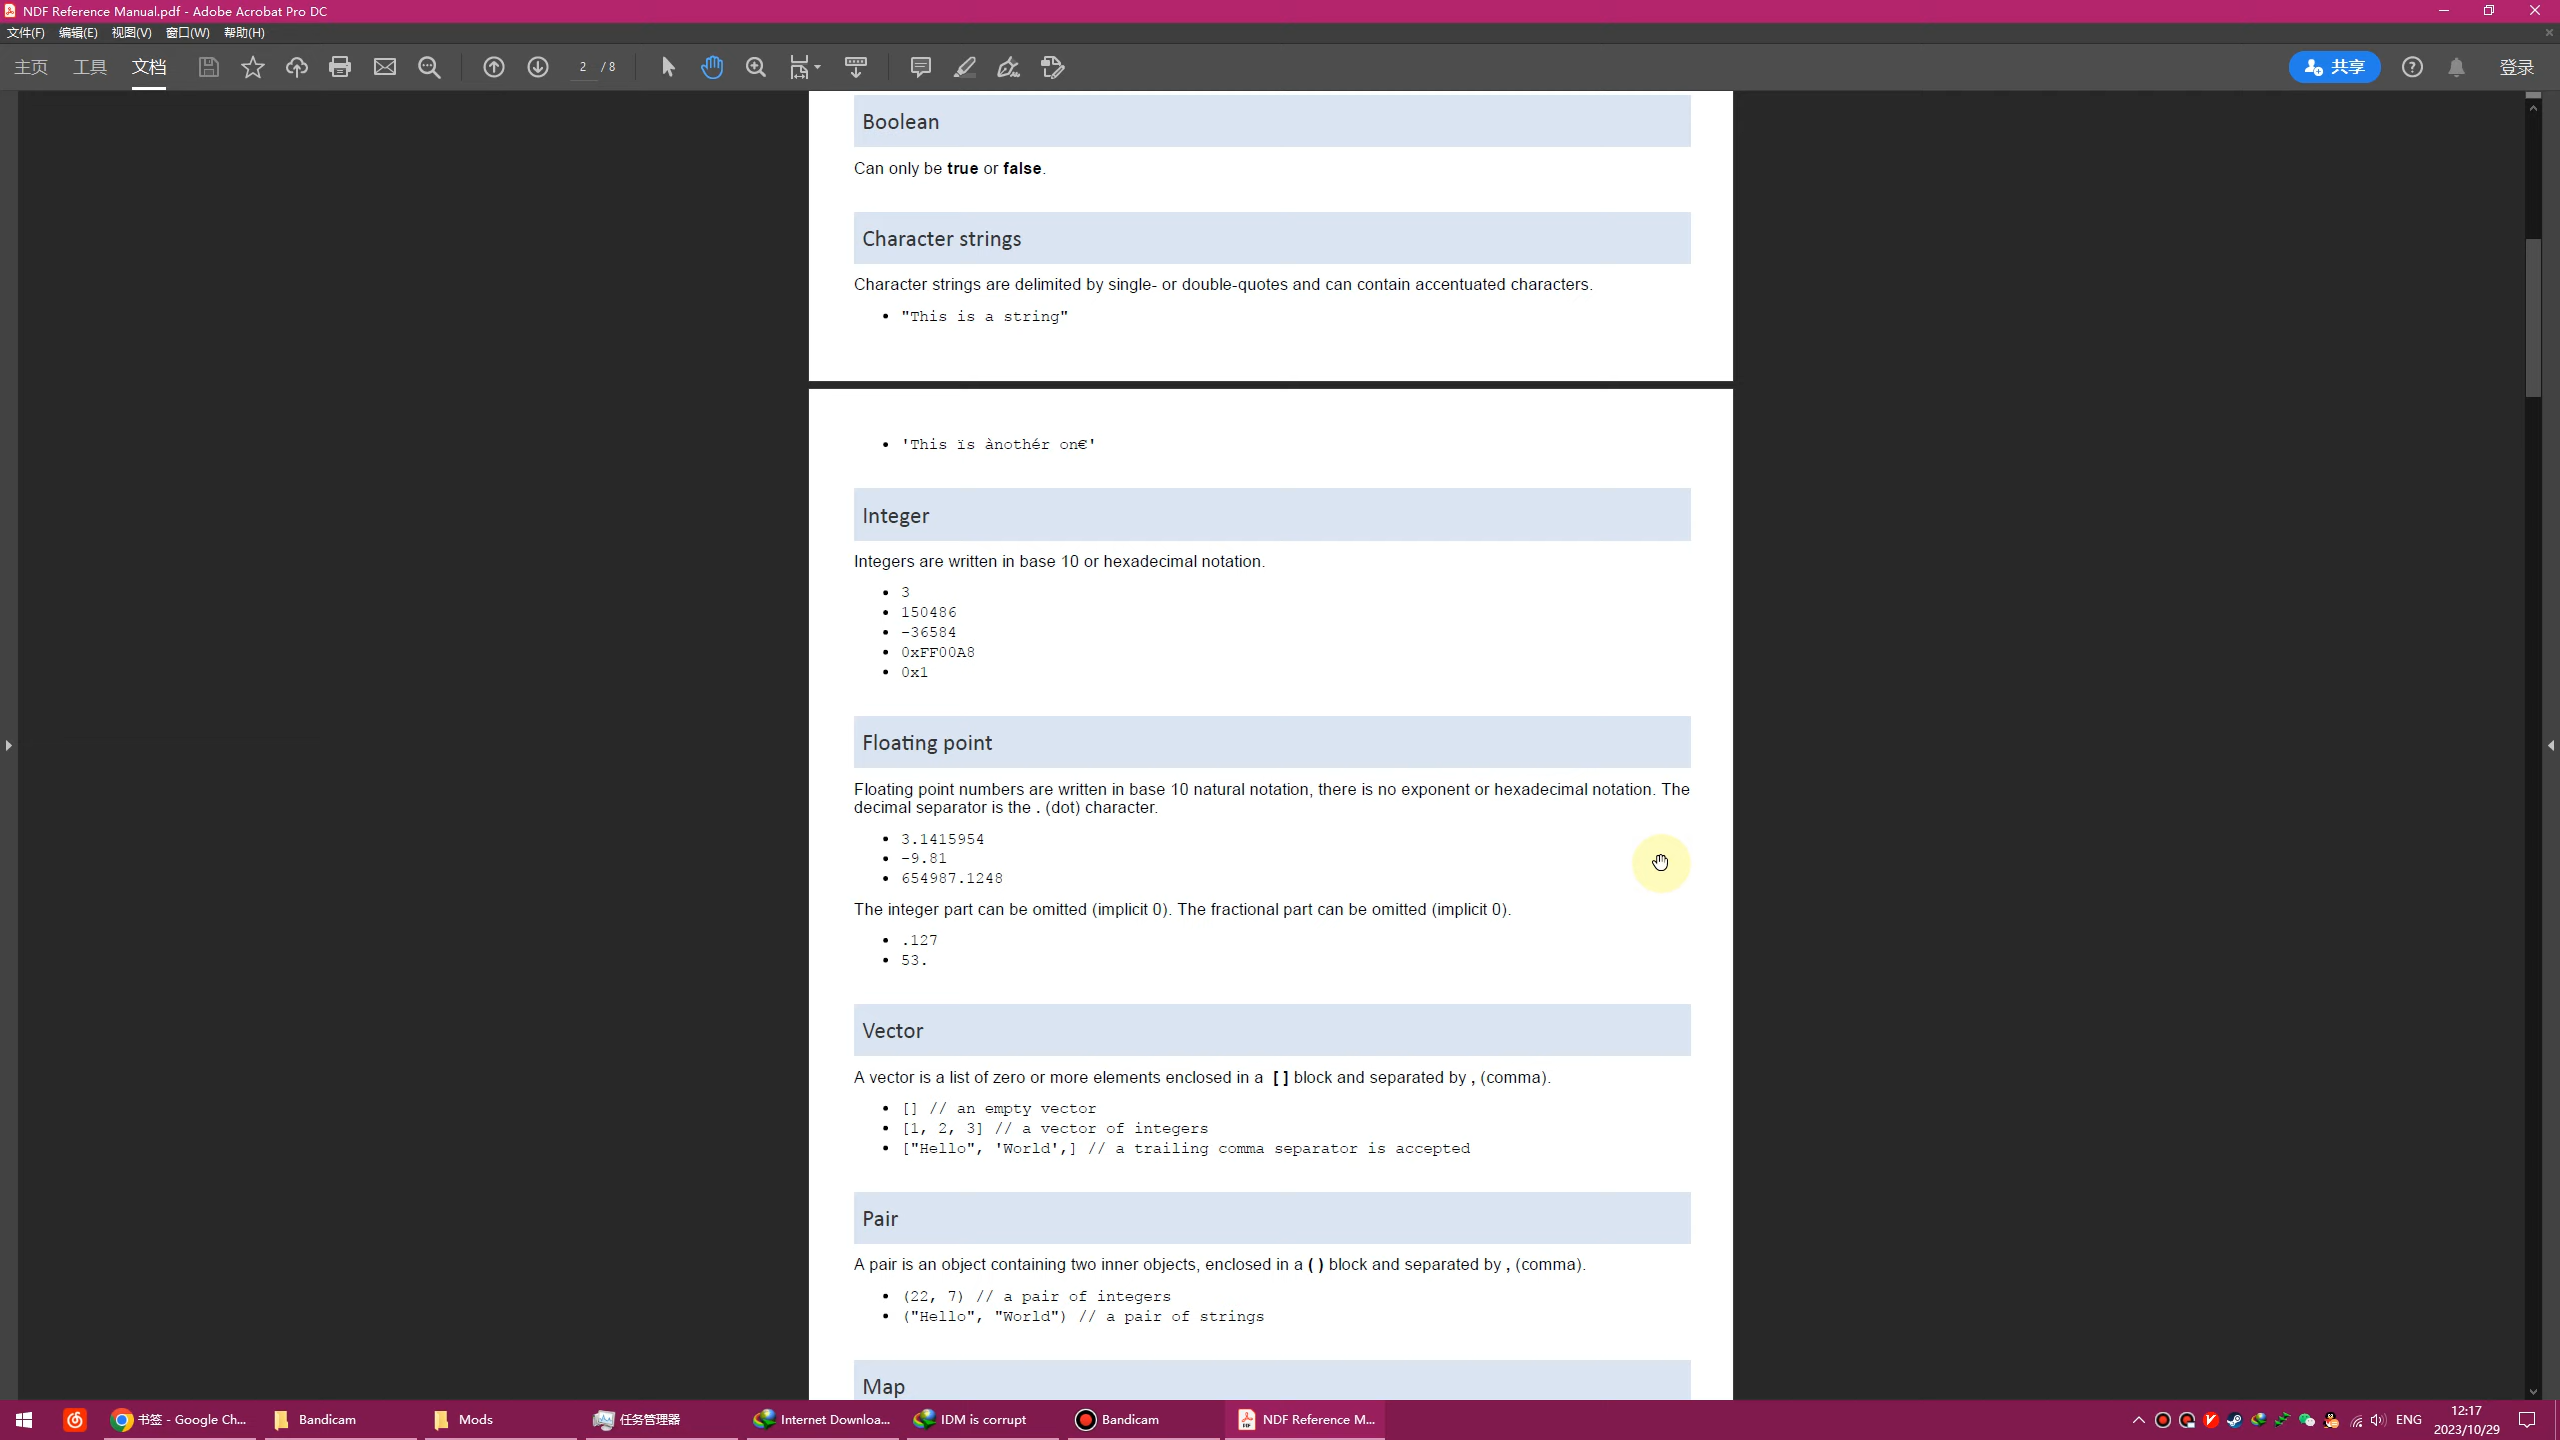 NDF Reference Manual.pdf - Adobe Acrobat Pro DC
文件(F) 编辑(E) 视图(V) 窗口(W) 帮助(H)
主页 工具 文档 2 / 8 共享 登录
Boolean
Can only be true or false.
Character strings
Character strings are delimited by single- or double-quotes and can contain accentuated characters.
• "This is a string"
• 'This ïs ànothér on€'
Integer
Integers are written in base 10 or hexadecimal notation.
• 3
• 150486
• -36584
• 0xFF00A8
• 0x1
Floating point
Floating point numbers are written in base 10 natural notation, there is no exponent or hexadecimal notation. The
decimal separator is the . (dot) character.
• 3.1415954
• -9.81
• 654987.1248
The integer part can be omitted (implicit 0). The fractional part can be omitted (implicit 0).
• .127
• 53.
Vector
A vector is a list of zero or more elements enclosed in a [ ] block and separated by , (comma).
• [] // an empty vector
• [1, 2, 3] // a vector of integers
• ["Hello", 'World',] // a trailing comma separator is accepted
Pair
A pair is an object containing two inner objects, enclosed in a ( ) block and separated by , (comma).
• (22, 7) // a pair of integers
• ("Hello", "World") // a pair of strings
Map
书签 - Google Ch... Bandicam Mods 任务管理器 Internet Downloa... IDM is corrupt Bandicam NDF Reference M... ENG 12:17
2023/10/29